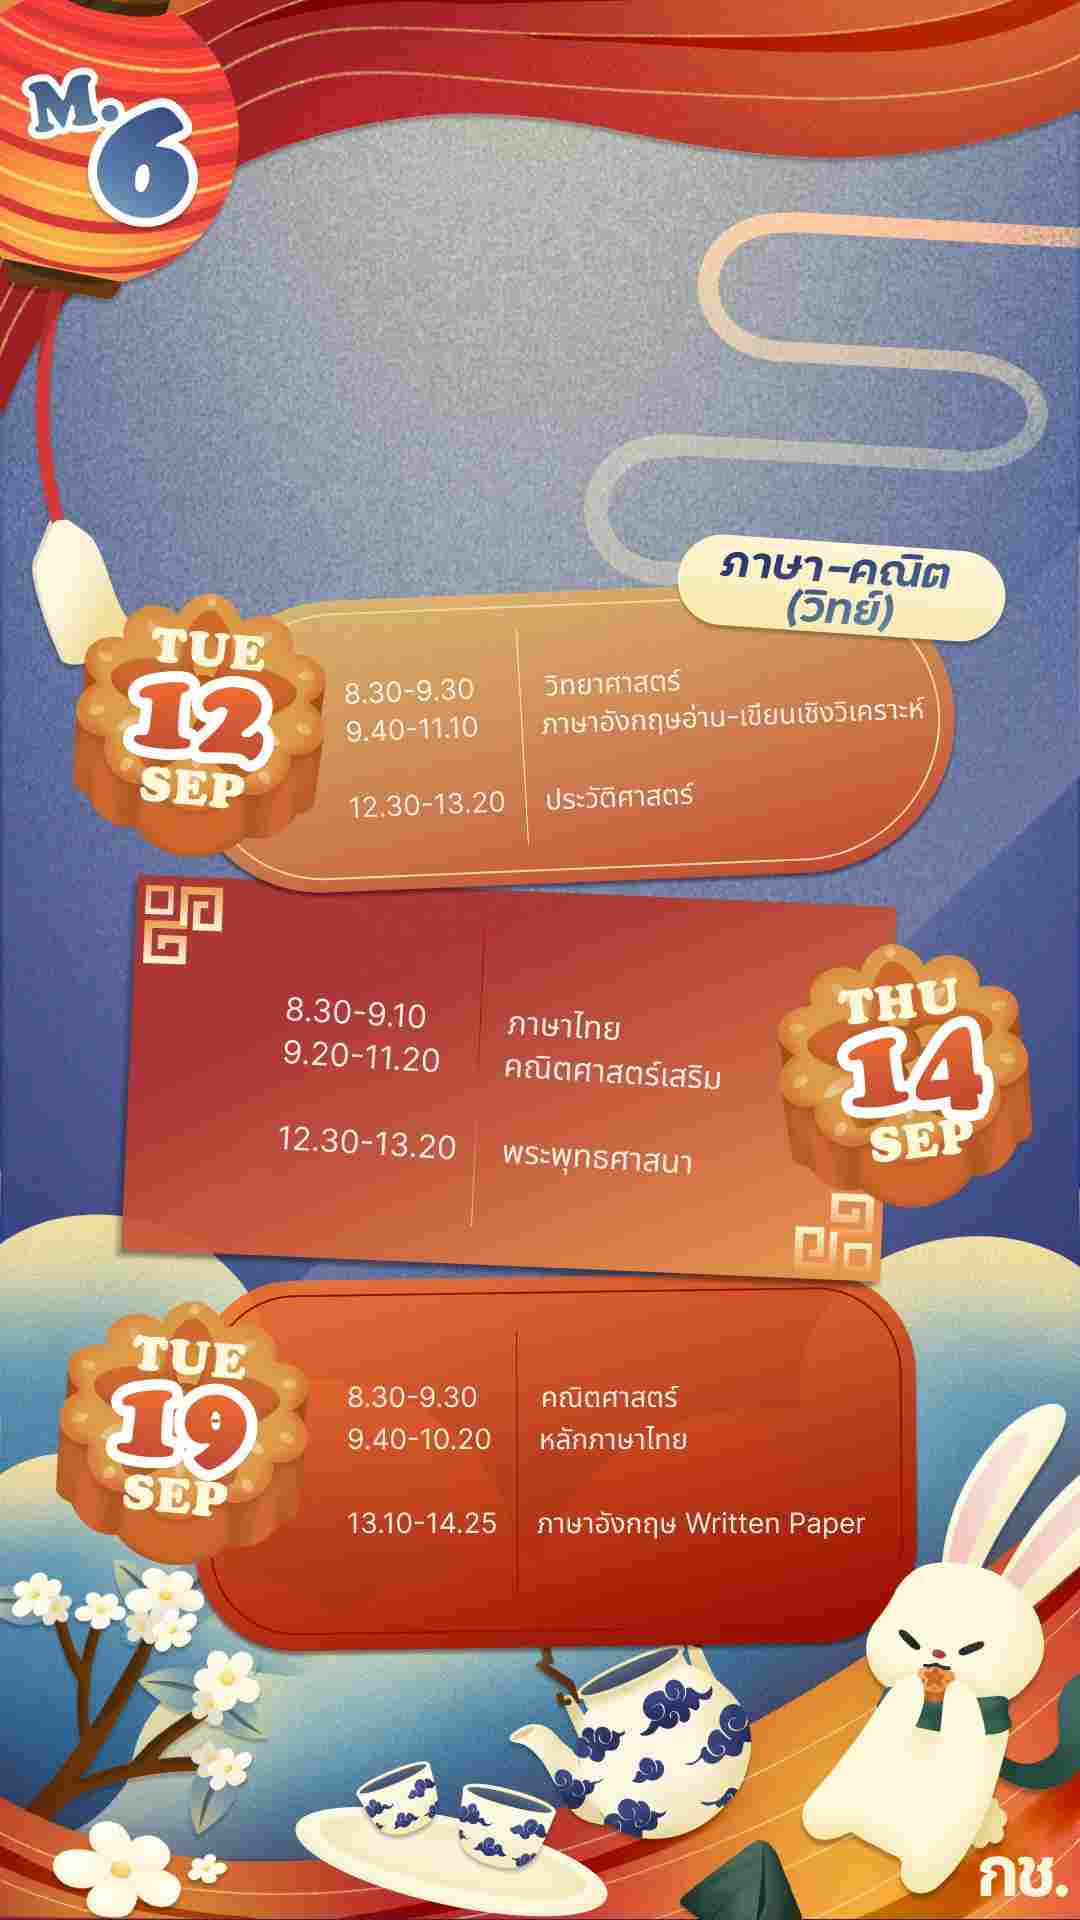 M.6
ภาษา-คณิต
(วิทย์)
TUE
12
SEP
8.30-9.30 วิทยาศาสตร์
9.40-11.10 ภาษาอังกฤษอ่าน-เขียนเชิงวิเคราะห์
12.30-13.20 ประวัติศาสตร์
THU
14
SEP
8.30-9.10 ภาษาไทย
9.20-11.20 คณิตศาสตร์เสริม
12.30-13.20 พระพุทธศาสนา
TUE
19
SEP
8.30-9.30 คณิตศาสตร์
9.40-10.20 หลักภาษาไทย
13.10-14.25 ภาษาอังกฤษ Written Paper
กช.